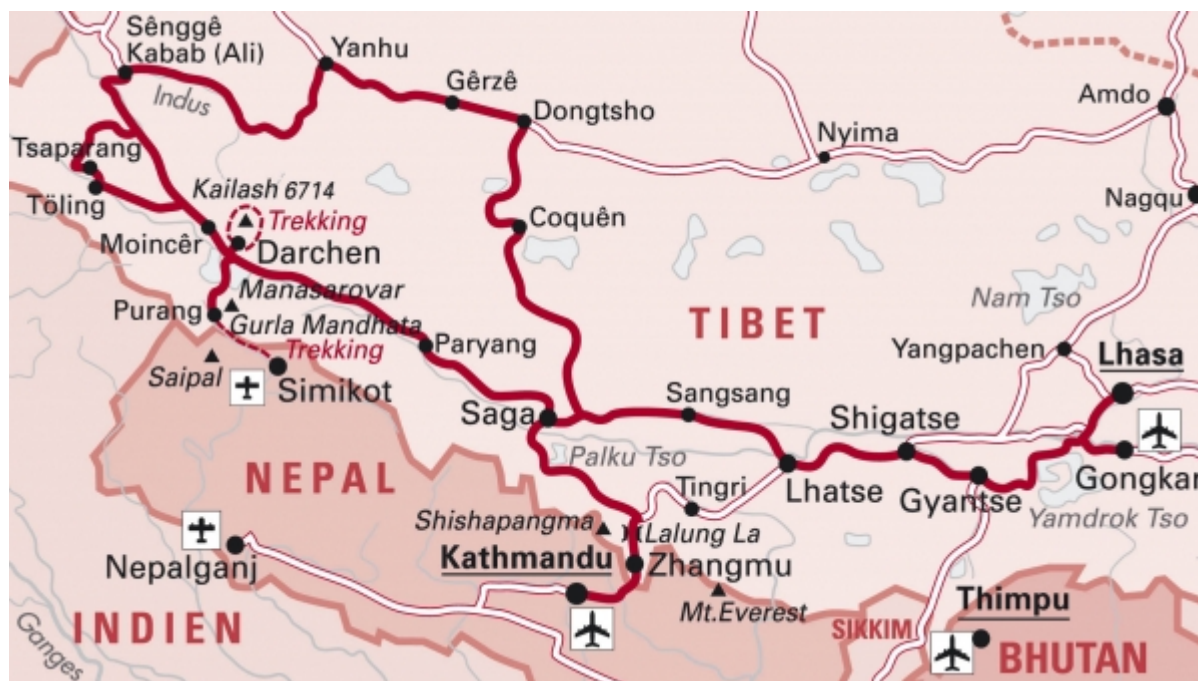 Sênggê
Kabab (Ali)
Yanhu
Gêrzê
Dongtsho
Amdo
Indus
Nyima
Tsaparang
Kailash 6714
Töling
Trekking
Coquên
Nagqu
Moincêr
Darchen
Manasarovar
Nam Tso
Purang
Gurla Mandhata
TIBET
Trekking
Paryang
Yangpachen
Lhasa
Saipal
Simikot
Sangsang
Saga
Shigatse
Palku Tso
NEPAL
Tingri
Lhatse
Gyantse
Gongkar
Shishapangma
Lalung La
Yamdrok Tso
Kathmandu
Zhangmu
Nepalganj
Mt.Everest
Thimpu
INDIEN
SIKKIM
Ganges
BHUTAN